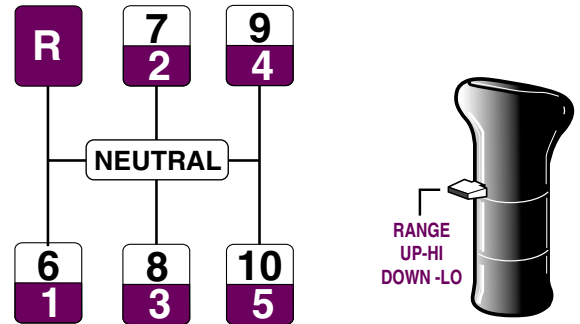 R 7 9
2 4
NEUTRAL
6 8 10
1 3 5
RANGE
UP-HI
DOWN -LO